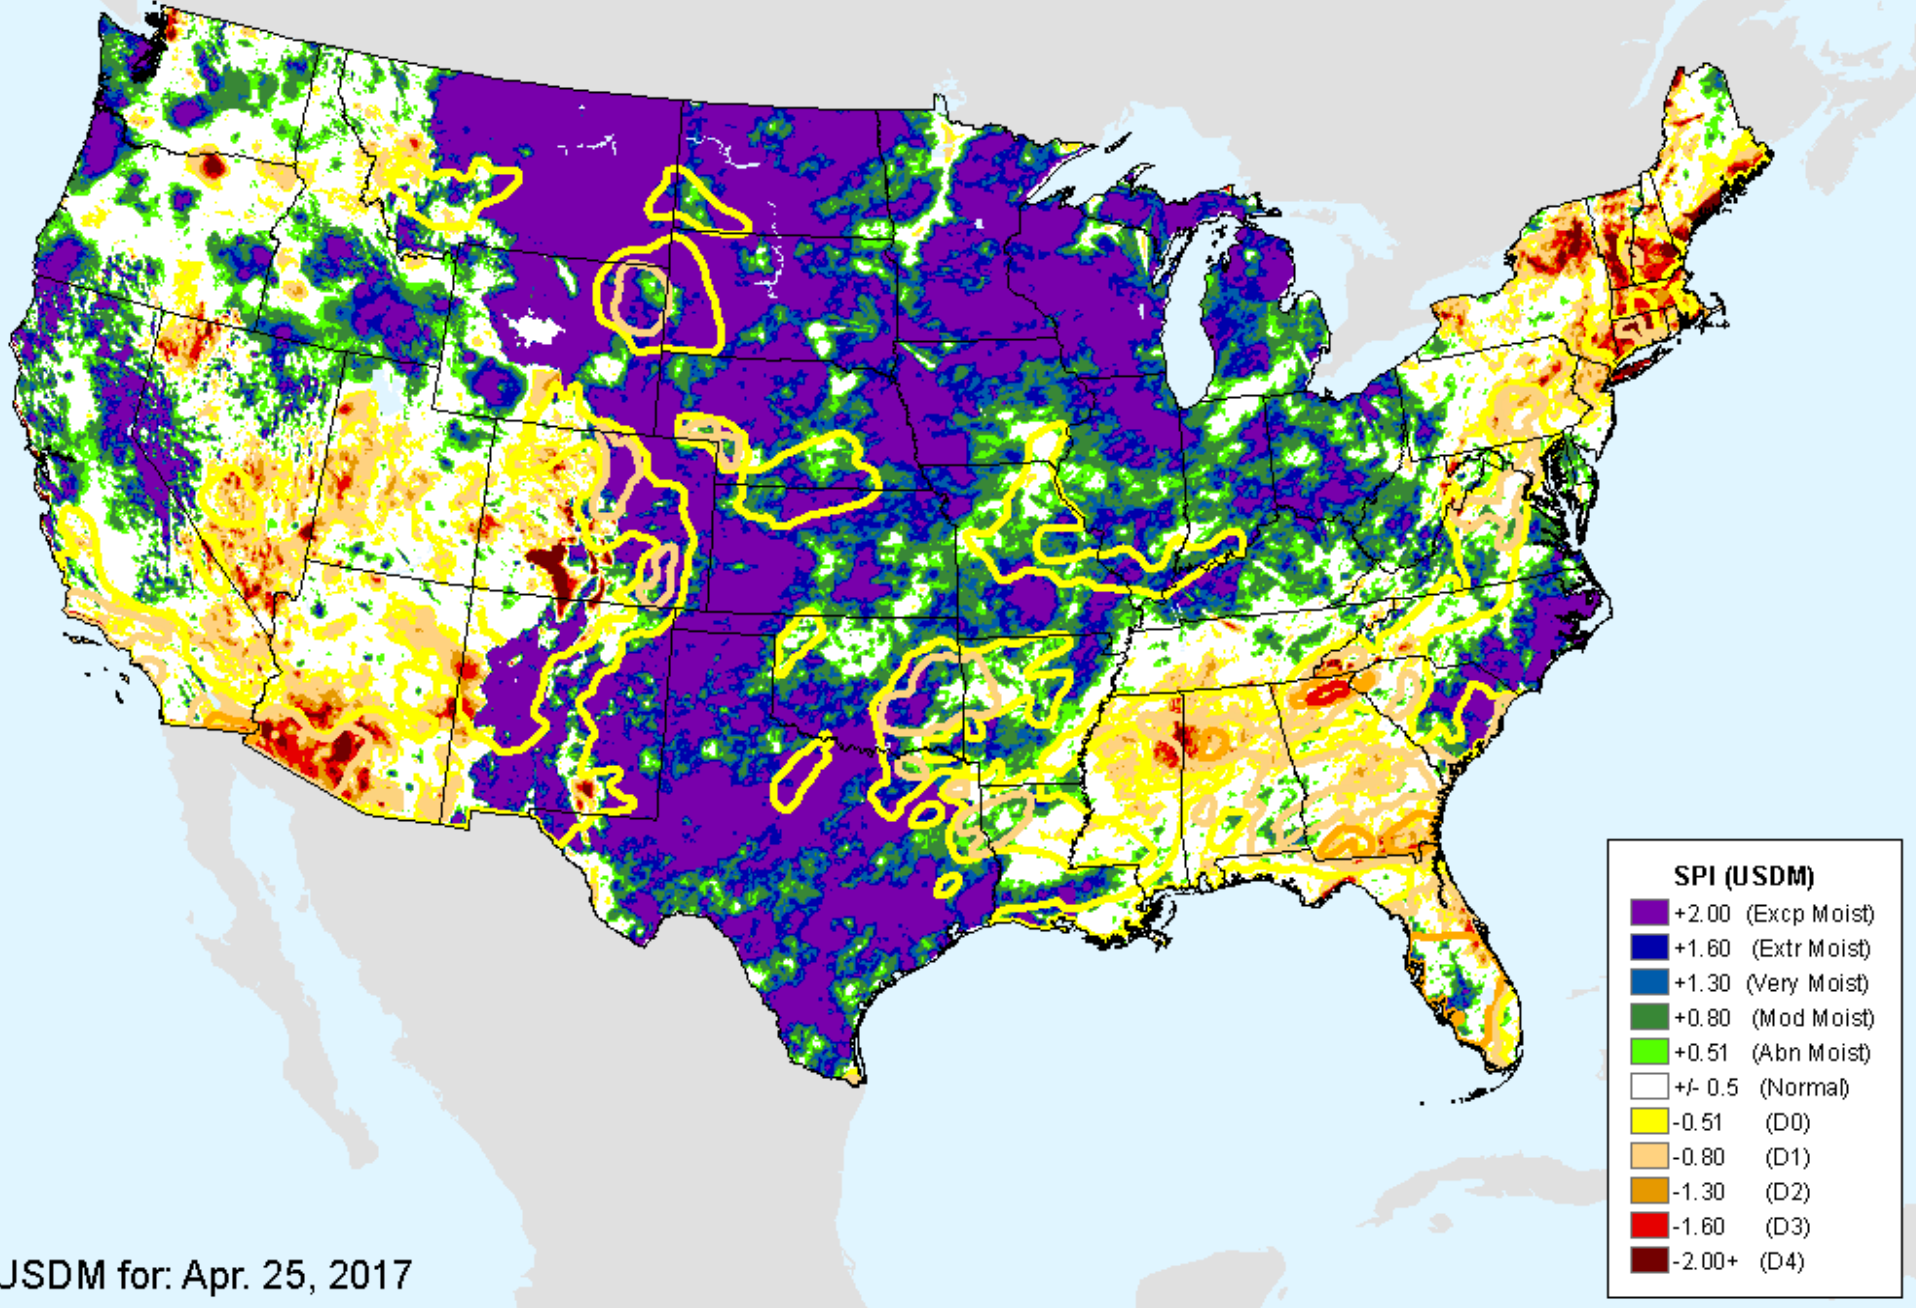 SPI (USDM)
+2.00 (Excp Moist)
+1.60 (Extr Moist)
+1.30 (Very Moist)
+0.80 (Mod Moist)
+0.51 (Abn Moist)
+/- 0.5 (Normal)
-0.51 (D0)
-0.80 (D1)
-1.30 (D2)
-1.60 (D3)
-2.00+ (D4)
USDM for: Apr. 25, 2017